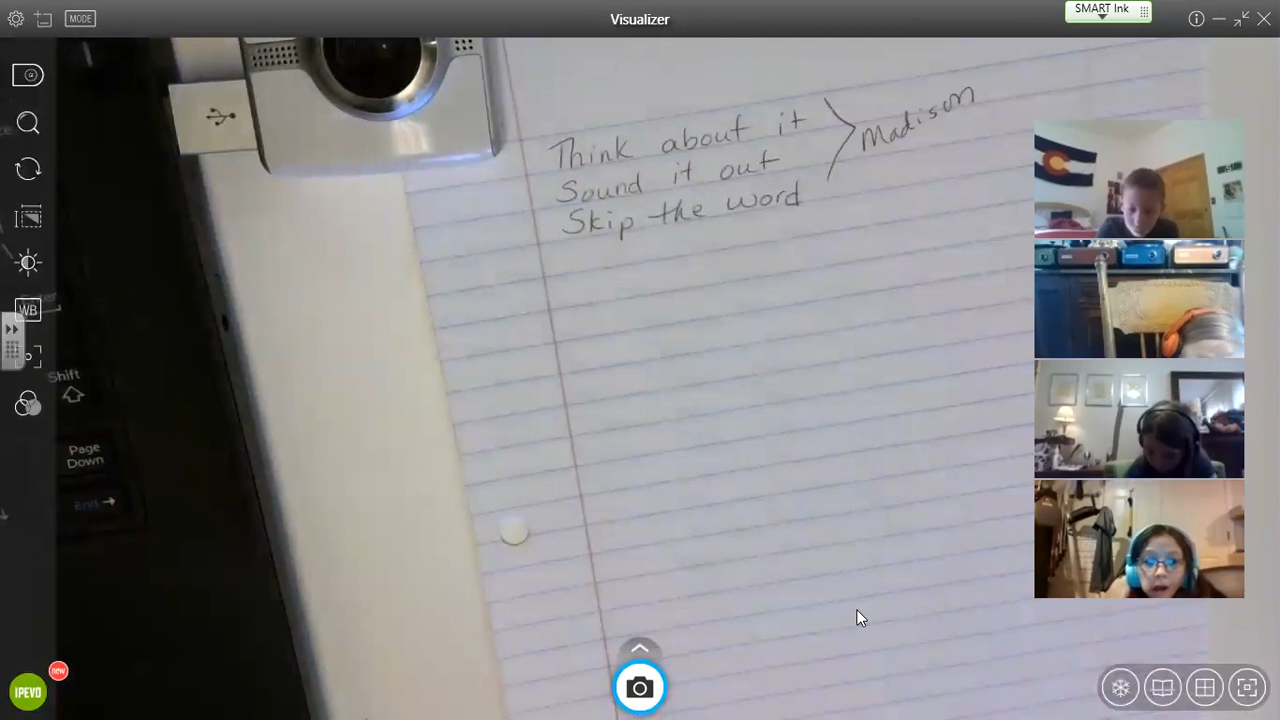 MODE
Visualizer
SMART Ink
Think about it
Sound it out
Skip the word
Madison
WB
Shift
Page
Down
End
IPEVO
new